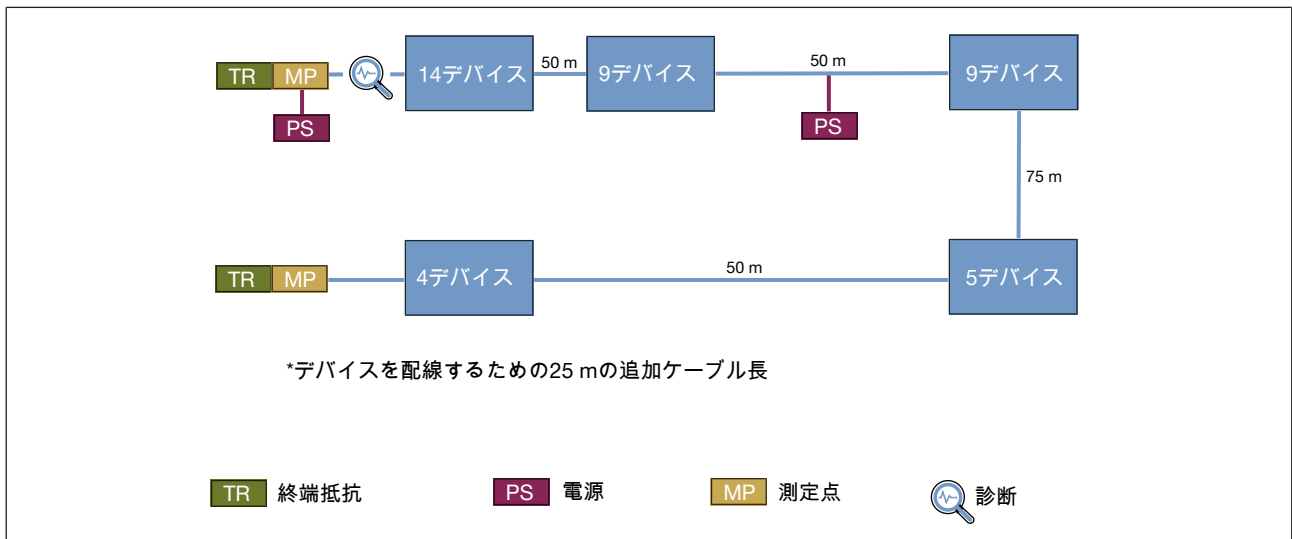 TR MP
14デバイス
50 m
9デバイス
50 m
9デバイス
PS
PS
75 m
TR MP
4デバイス
50 m
5デバイス
*デバイスを配線するための25 mの追加ケーブル長
TR 終端抵抗
PS 電源
MP 測定点
診断